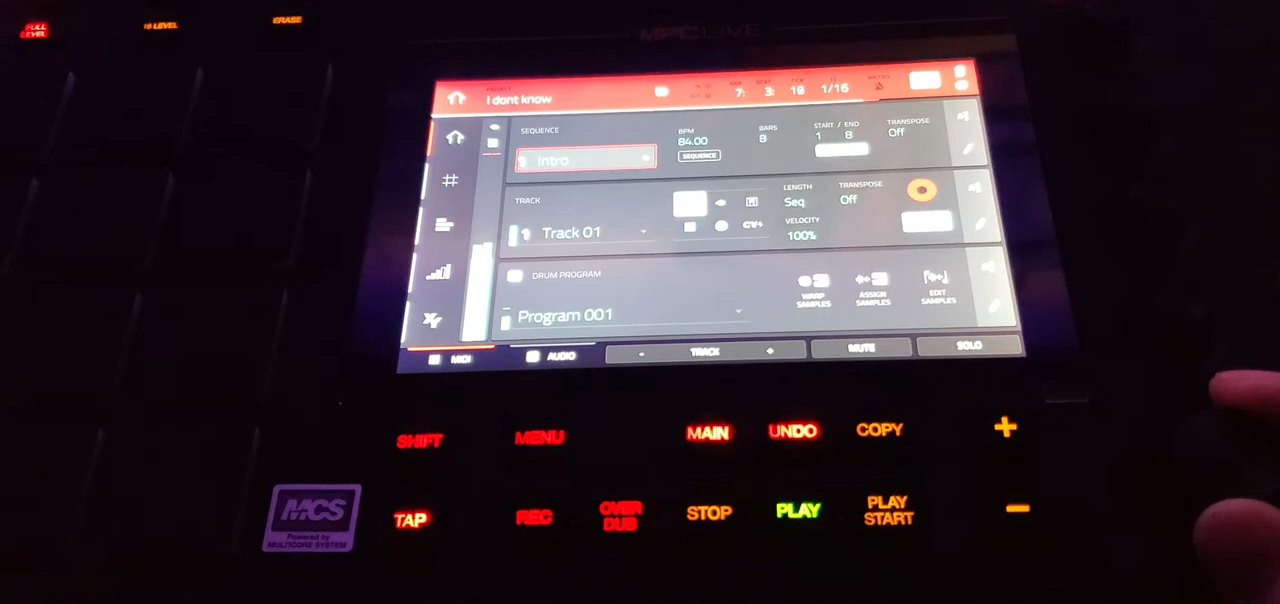 FULL
LEVEL
16 LEVEL
ERASE
MPC LIVE
PROJECT
I dont know
BAR
BEAT
TICK
TC
METRO
7: 3: 18 1/16
SEQUENCE
Intro
BPM
84.00
SEQUENCE
BARS
8
START / END
1 8
TRANSPOSE
Off
TRACK
Track 01
CV+
LENGTH
Seq
VELOCITY
100%
TRANSPOSE
Off
DRUM PROGRAM
Program 001
WARP
SAMPLES
ASSIGN
SAMPLES
EDIT
SAMPLES
MIDI
AUDIO
- TRACK +
MUTE
SOLO
SHIFT
MENU
MAIN
UNDO
COPY
+
TAP
REC
OVER
DUB
STOP
PLAY
PLAY
START
-
MCS
Powered by
MULTICORE SYSTEM